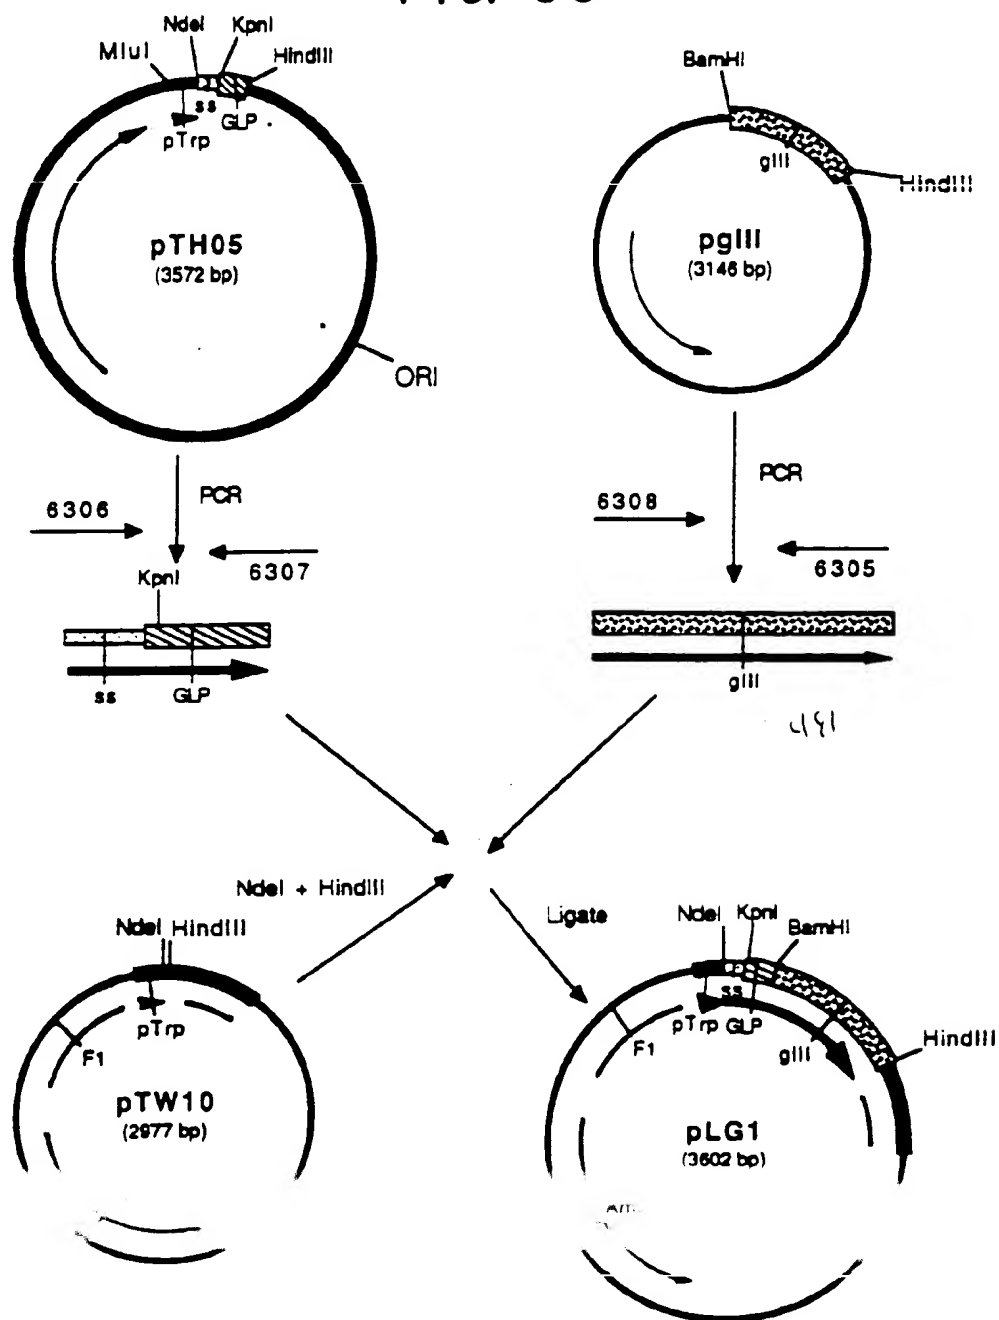 NdeI KpnI
MluI
HindIII
ss
GLP
pTrp
pTH05
(3572 bp)
ORI
BamHI
gIII
HindIII
pgIII
(3146 bp)
PCR
6306
6307
KpnI
ss
GLP
PCR
6308
6305
gIII
NdeI + HindIII
Ligate
NdeI HindIII
pTrp
F1
pTW10
(2977 bp)
NdeI KpnI
BamHI
ss
pTrp GLP
gIII
HindIII
F1
pLG1
(3602 bp)